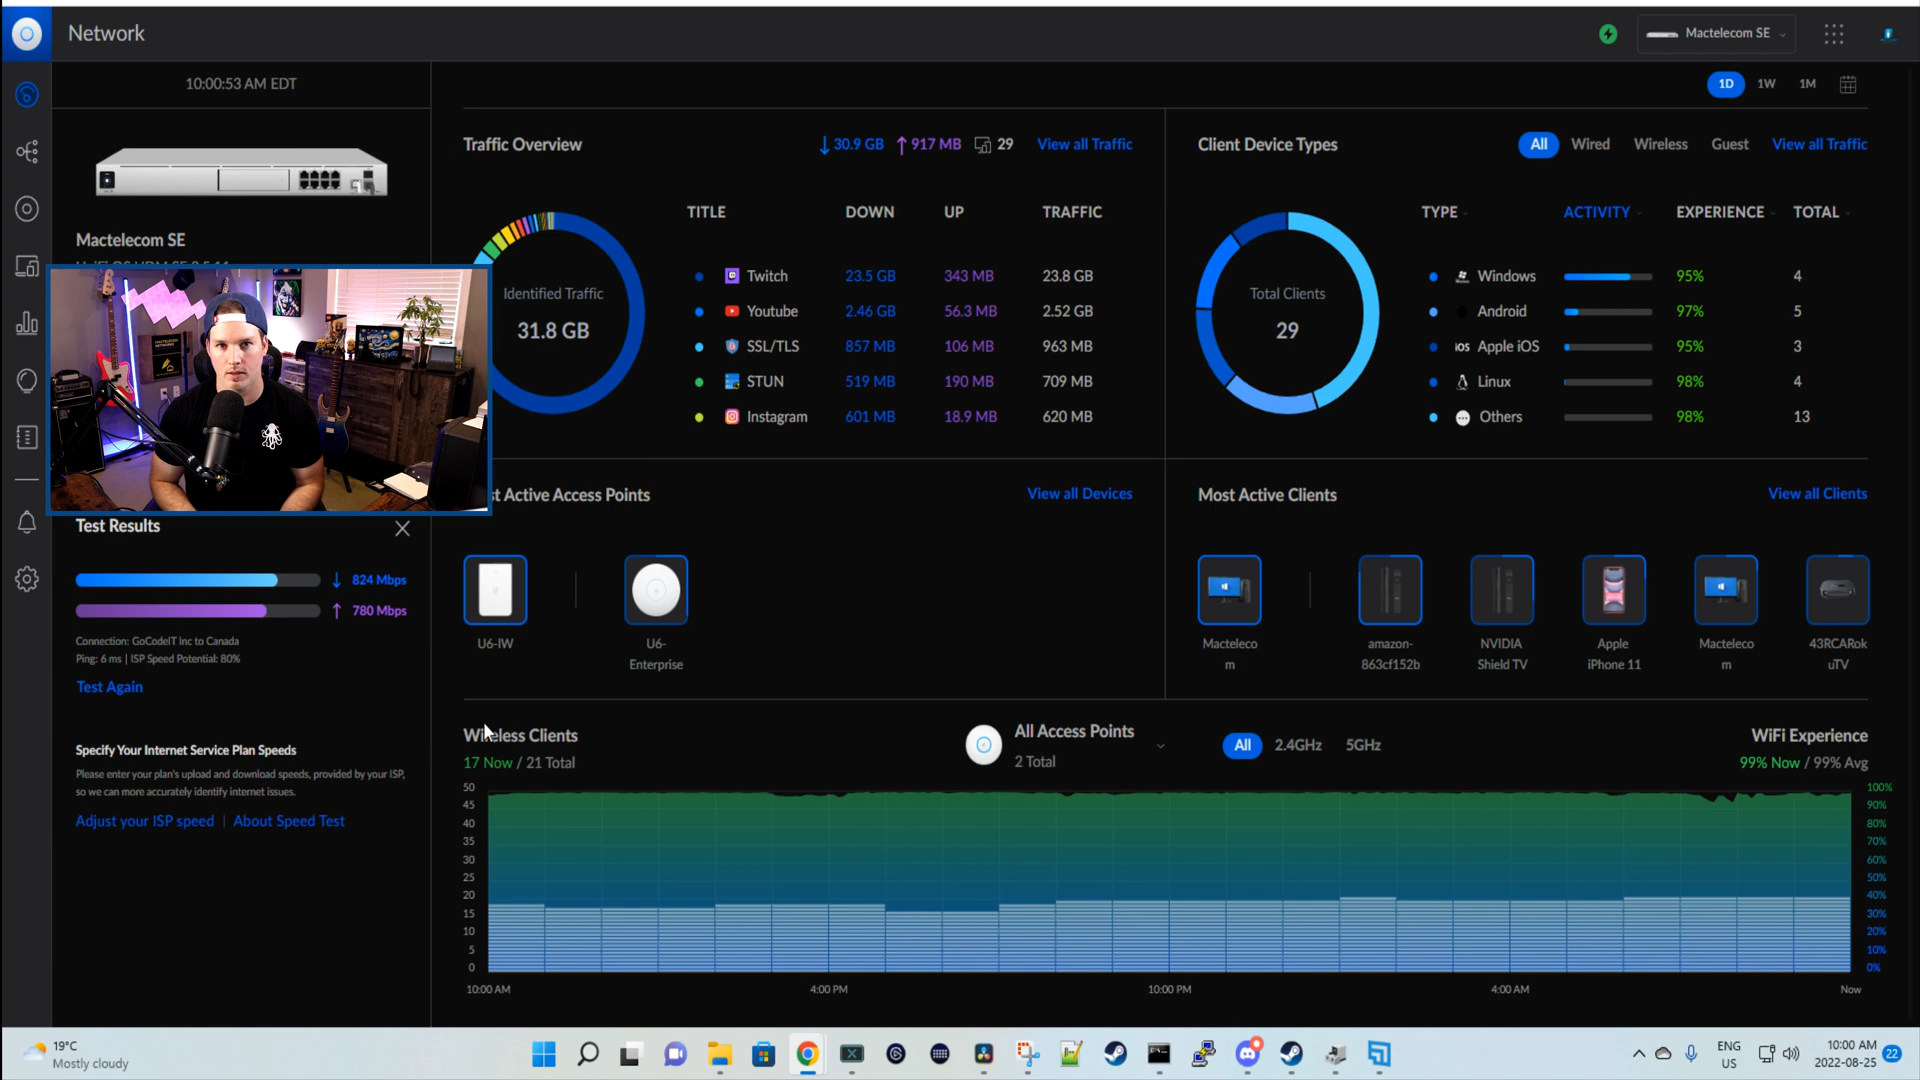 Network
Mactelecom SE
10:00:53 AM EDT
1D 1W 1M
Mactelecom SE
Traffic Overview
30.9 GB 917 MB 29 View all Traffic
Identified Traffic
31.8 GB
TITLE DOWN UP TRAFFIC
Twitch 23.5 GB 343 MB 23.8 GB
Youtube 2.46 GB 56.3 MB 2.52 GB
SSL/TLS 857 MB 106 MB 963 MB
STUN 519 MB 190 MB 709 MB
Instagram 601 MB 18.9 MB 620 MB
Client Device Types
All Wired Wireless Guest View all Traffic
Total Clients
29
TYPE ACTIVITY EXPERIENCE TOTAL
Windows 95% 4
Android 97% 5
iOS Apple iOS 95% 3
Linux 98% 4
Others 98% 13
st Active Access Points View all Devices
U6-IW
U6-
Enterprise
Most Active Clients View all Clients
Macteleco
m
amazon-
863cf152b
NVIDIA
Shield TV
Apple
iPhone 11
Macteleco
m
43RCARok
uTV
Test Results
824 Mbps
780 Mbps
Connection: GoCodeIT Inc to Canada
Ping: 6 ms | ISP Speed Potential: 80%
Test Again
Specify Your Internet Service Plan Speeds
Please enter your plan's upload and download speeds, provided by your ISP,
so we can more accurately identify internet issues.
Adjust your ISP speed | About Speed Test
Wireless Clients
17 Now / 21 Total
All Access Points
2 Total
All 2.4GHz 5GHz
WiFi Experience
99% Now / 99% Avg
50
45
40
35
30
25
20
15
10
5
0
100%
90%
80%
70%
60%
50%
40%
30%
20%
10%
0%
10:00 AM 4:00 PM 10:00 PM 4:00 AM Now
19°C
Mostly cloudy
ENG
US
10:00 AM
2022-08-25
22